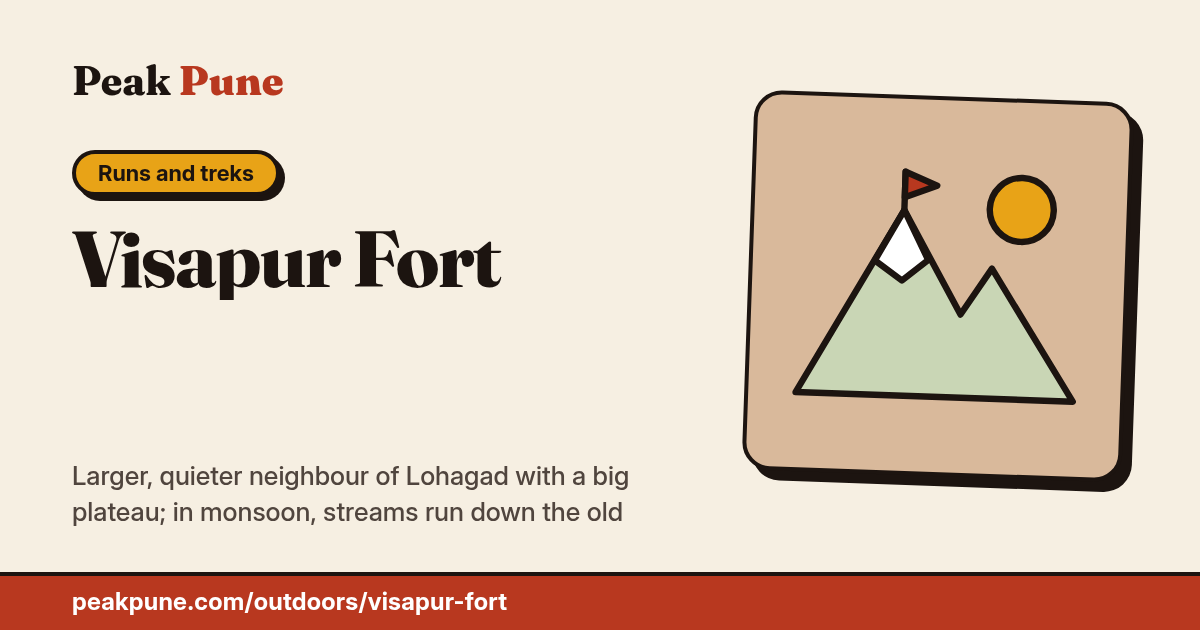 Peak Pune
Runs and treks
Visapur Fort
Larger, quieter neighbour of Lohagad with a big
plateau; in monsoon, streams run down the old
peakpune.com/outdoors/visapur-fort